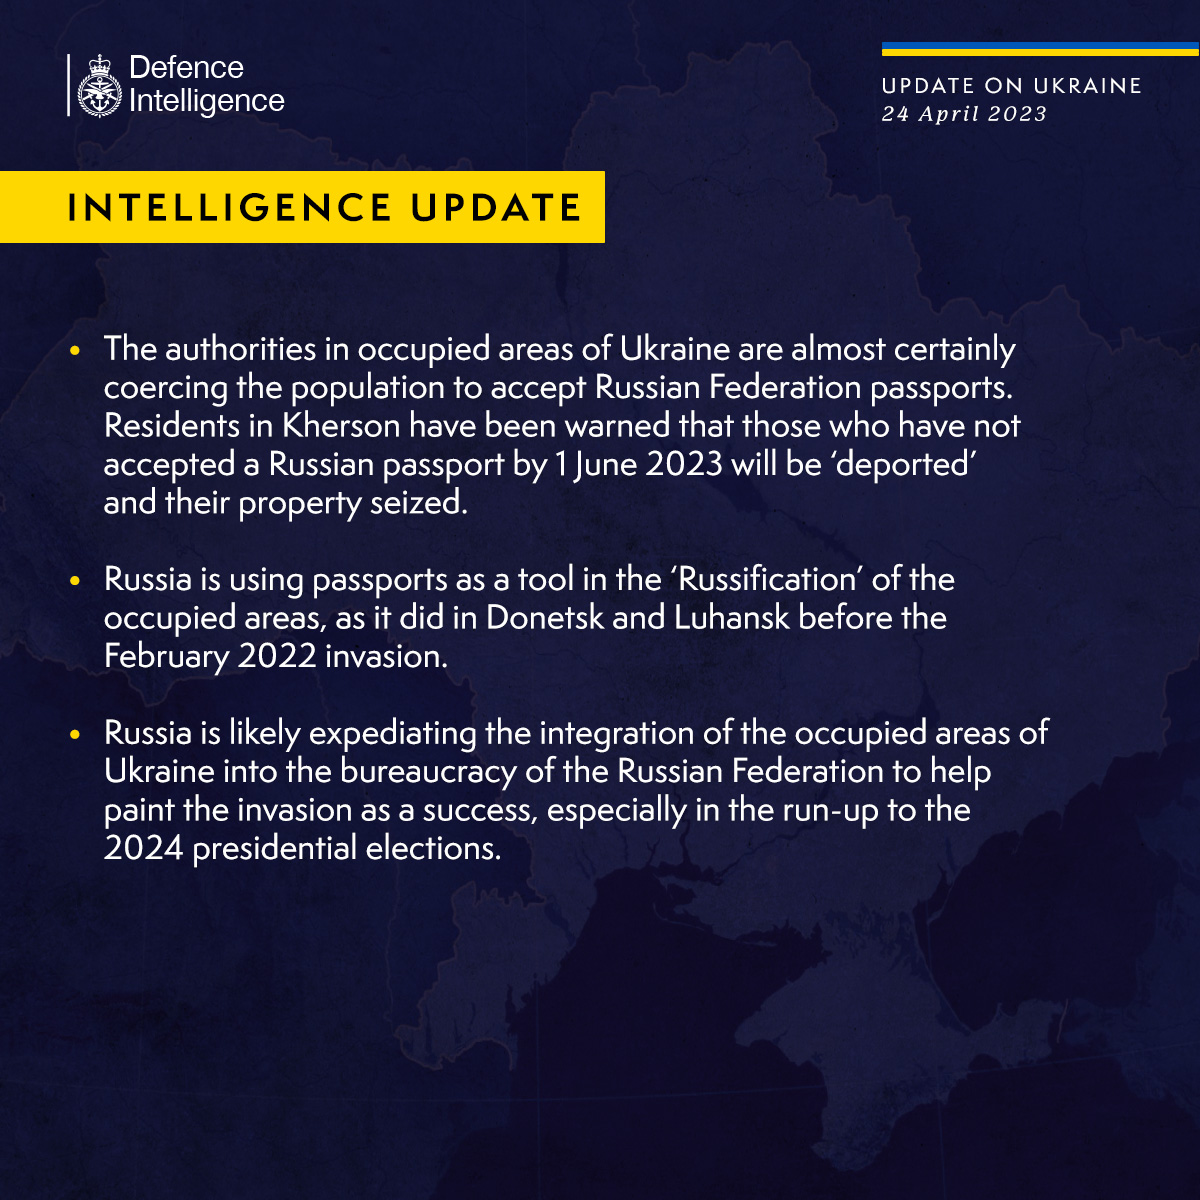 Defence
Intelligence
UPDATE ON UKRAINE
24 April 2023
INTELLIGENCE UPDATE
• The authorities in occupied areas of Ukraine are almost certainly
coercing the population to accept Russian Federation passports.
Residents in Kherson have been warned that those who have not
accepted a Russian passport by 1 June 2023 will be ‘deported’
and their property seized.
• Russia is using passports as a tool in the ‘Russification’ of the
occupied areas, as it did in Donetsk and Luhansk before the
February 2022 invasion.
• Russia is likely expediating the integration of the occupied areas of
Ukraine into the bureaucracy of the Russian Federation to help
paint the invasion as a success, especially in the run-up to the
2024 presidential elections.